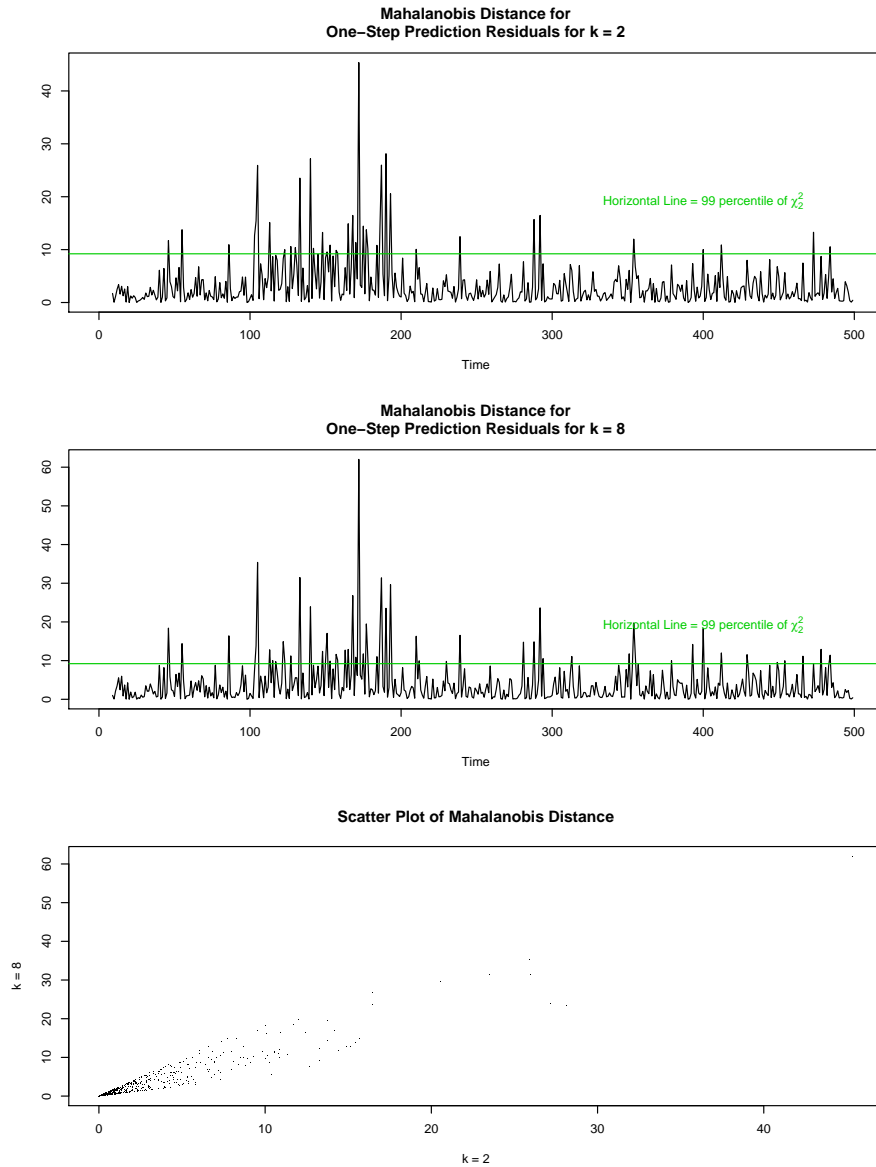 Mahalanobis Distance for
One−Step Prediction Residuals for k = 2
40
30
20
10
0
Horizontal Line = 99 percentile of χ₂²
0 100 200 300 400 500
Time
Mahalanobis Distance for
One−Step Prediction Residuals for k = 8
60
50
40
30
20
10
0
Horizontal Line = 99 percentile of χ₂²
0 100 200 300 400 500
Time
Scatter Plot of Mahalanobis Distance
k = 8
60
50
40
30
20
10
0
0 10 20 30 40
k = 2